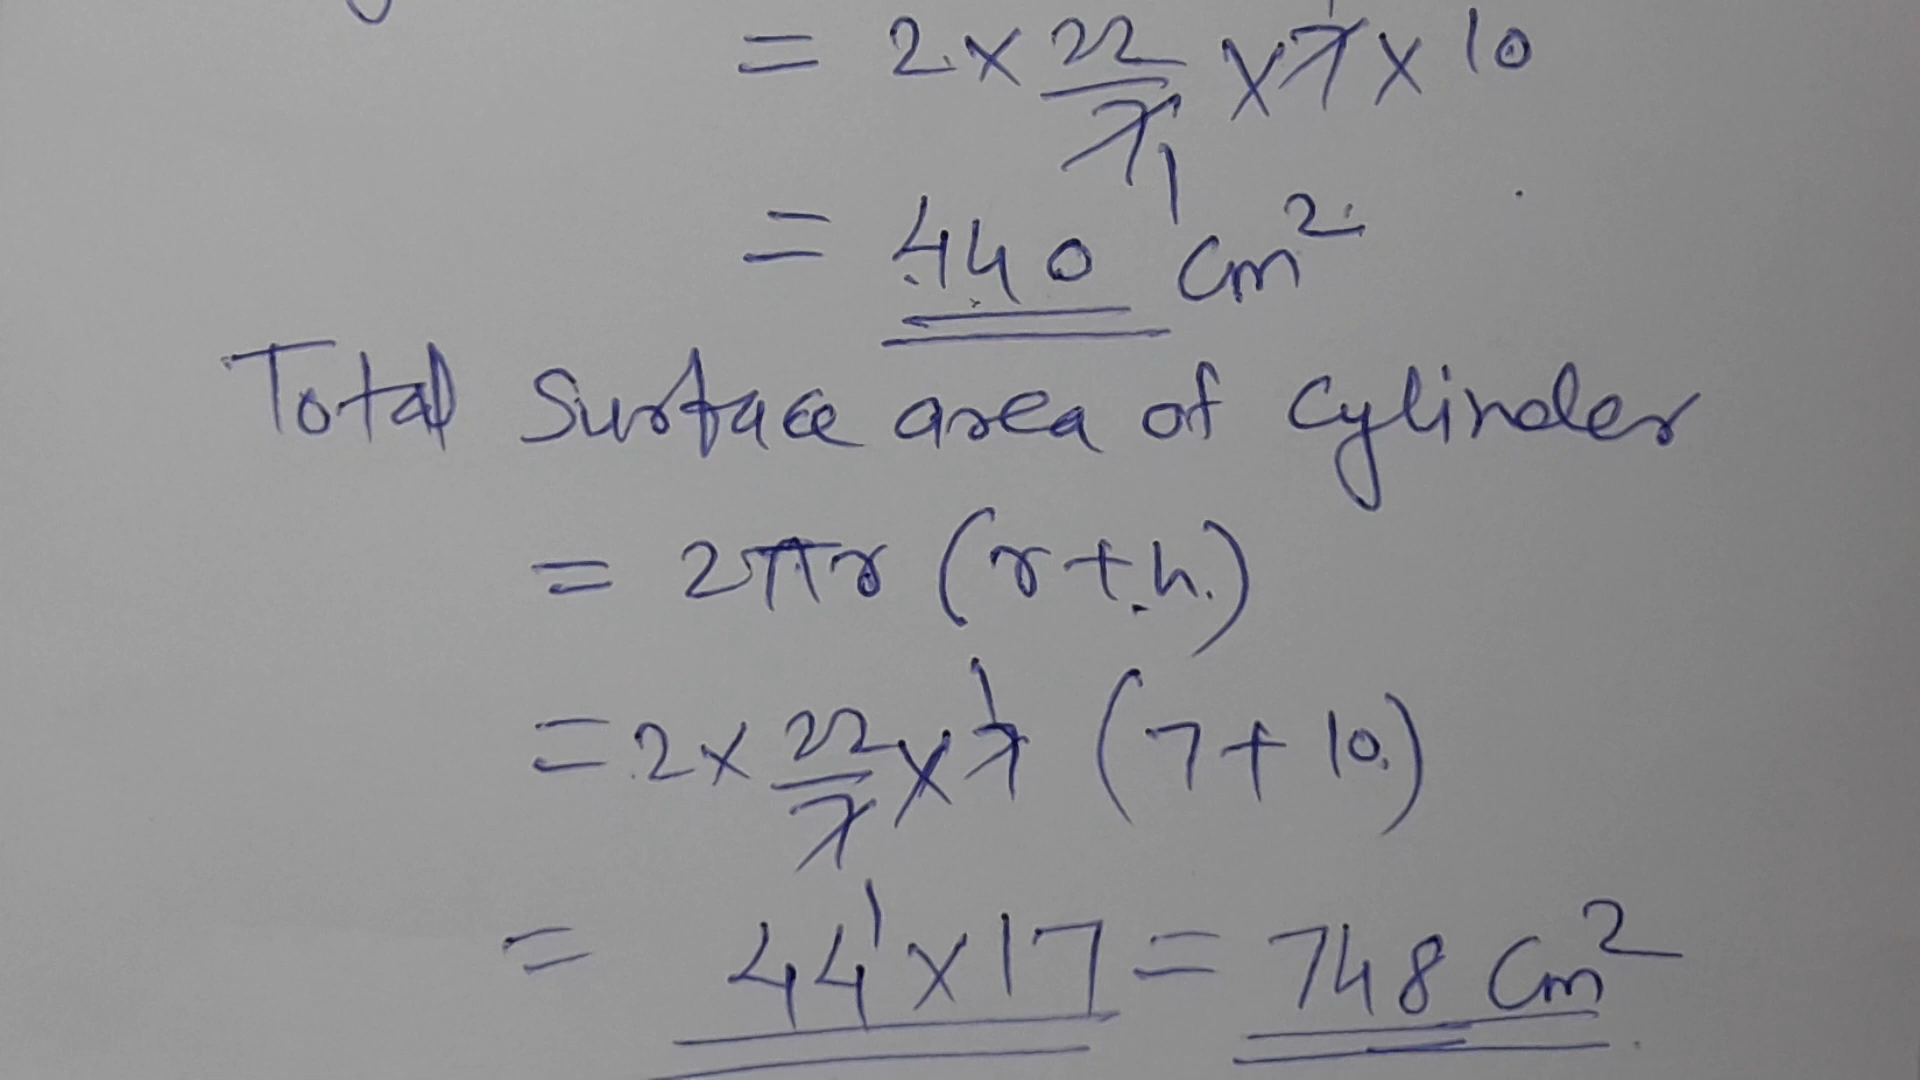 = 2 × 22/7 × 7 × 10
= 440 cm²
Total Surface area of Cylinder
= 2πr (r + h)
= 2 × 22/7 × 7 (7 + 10)
= 44 × 17 = 748 Cm²